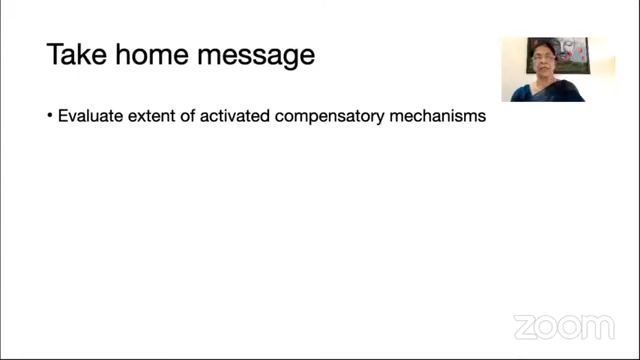 Take home message
• Evaluate extent of activated compensatory mechanisms
zoom